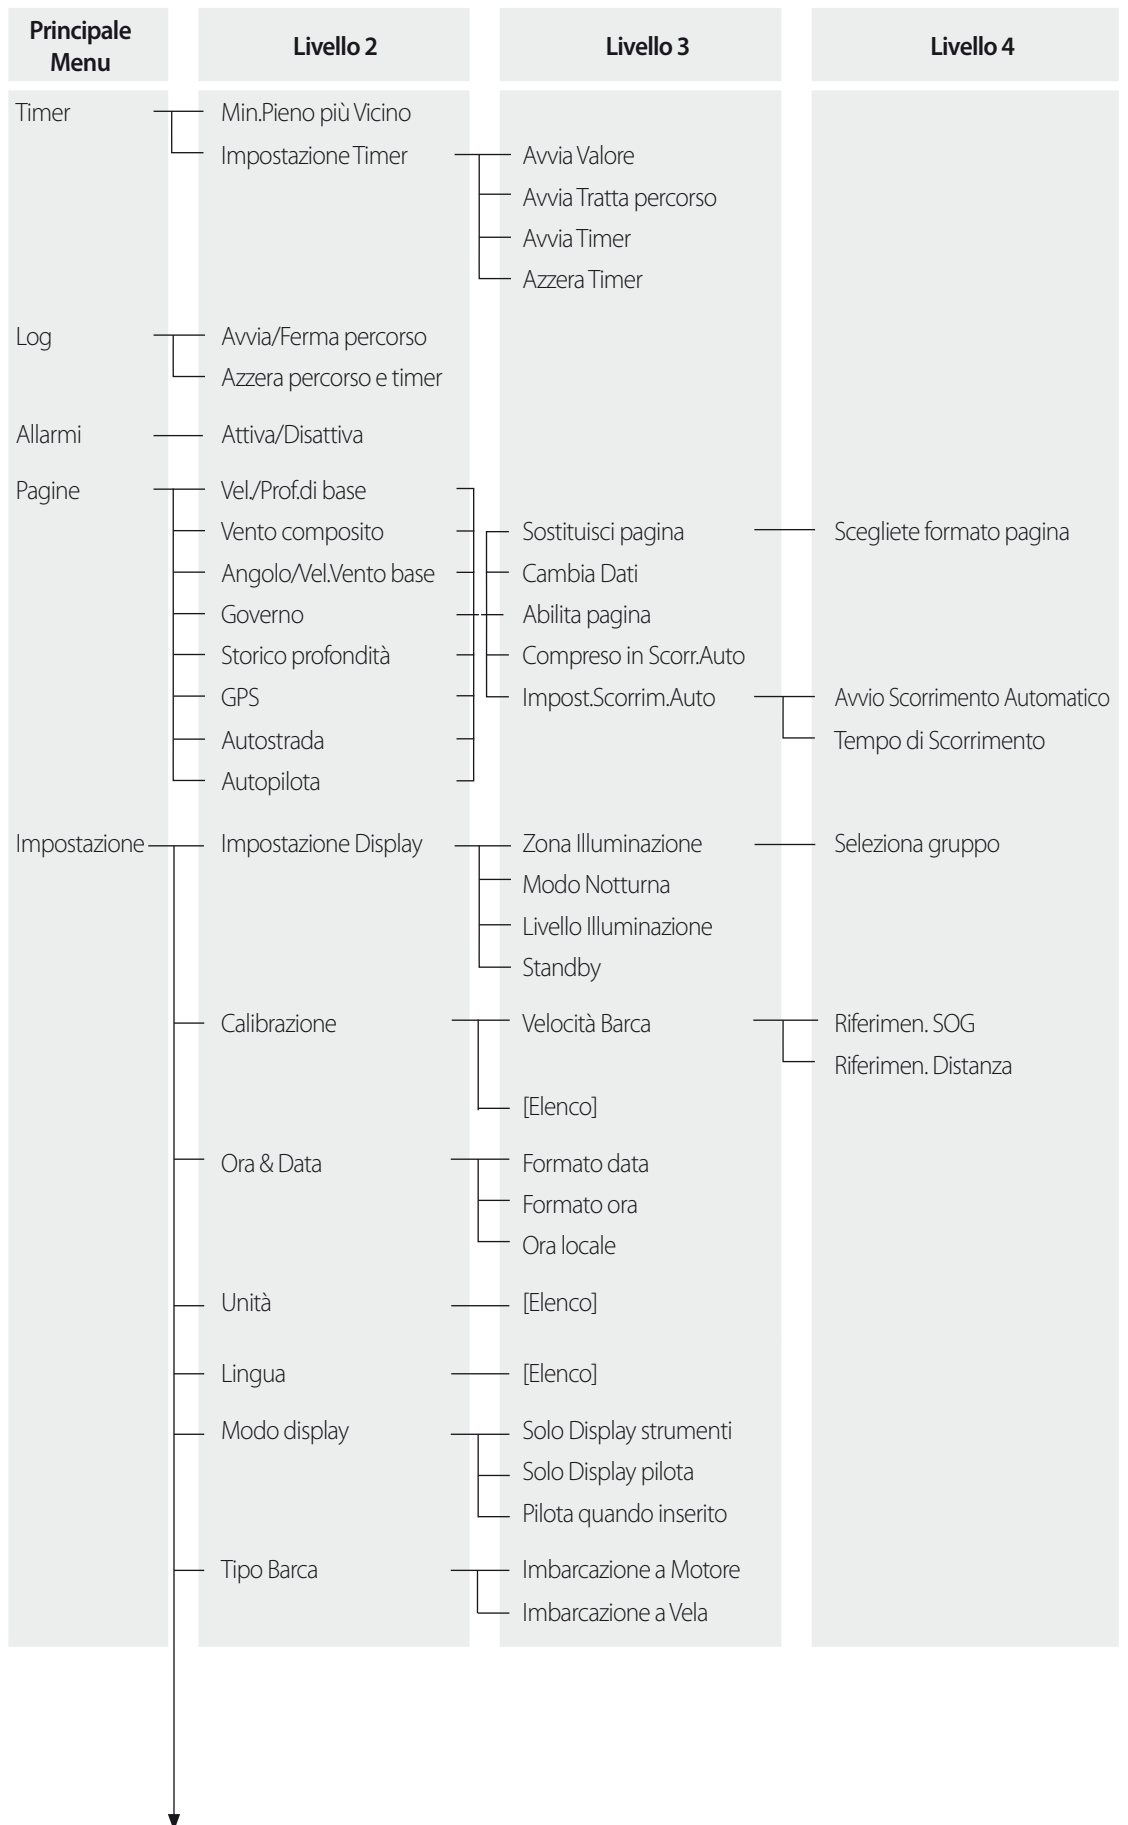 Principale
Menu
Livello 2
Livello 3
Livello 4
Timer
Min.Pieno più Vicino
Impostazione Timer
Avvia Valore
Avvia Tratta percorso
Avvia Timer
Azzera Timer
Log
Avvia/Ferma percorso
Azzera percorso e timer
Allarmi
Attiva/Disattiva
Pagine
Vel./Prof.di base
Vento composito
Sostituisci pagina
Scegliete formato pagina
Angolo/Vel.Vento base
Cambia Dati
Governo
Abilita pagina
Storico profondità
Compreso in Scorr.Auto
GPS
Impost.Scorrim.Auto
Avvio Scorrimento Automatico
Autostrada
Tempo di Scorrimento
Autopilota
Impostazione
Impostazione Display
Zona Illuminazione
Seleziona gruppo
Modo Notturna
Livello Illuminazione
Standby
Calibrazione
Velocità Barca
Riferimen. SOG
Riferimen. Distanza
[Elenco]
Ora & Data
Formato data
Formato ora
Ora locale
Unità
[Elenco]
Lingua
[Elenco]
Modo display
Solo Display strumenti
Solo Display pilota
Pilota quando inserito
Tipo Barca
Imbarcazione a Motore
Imbarcazione a Vela